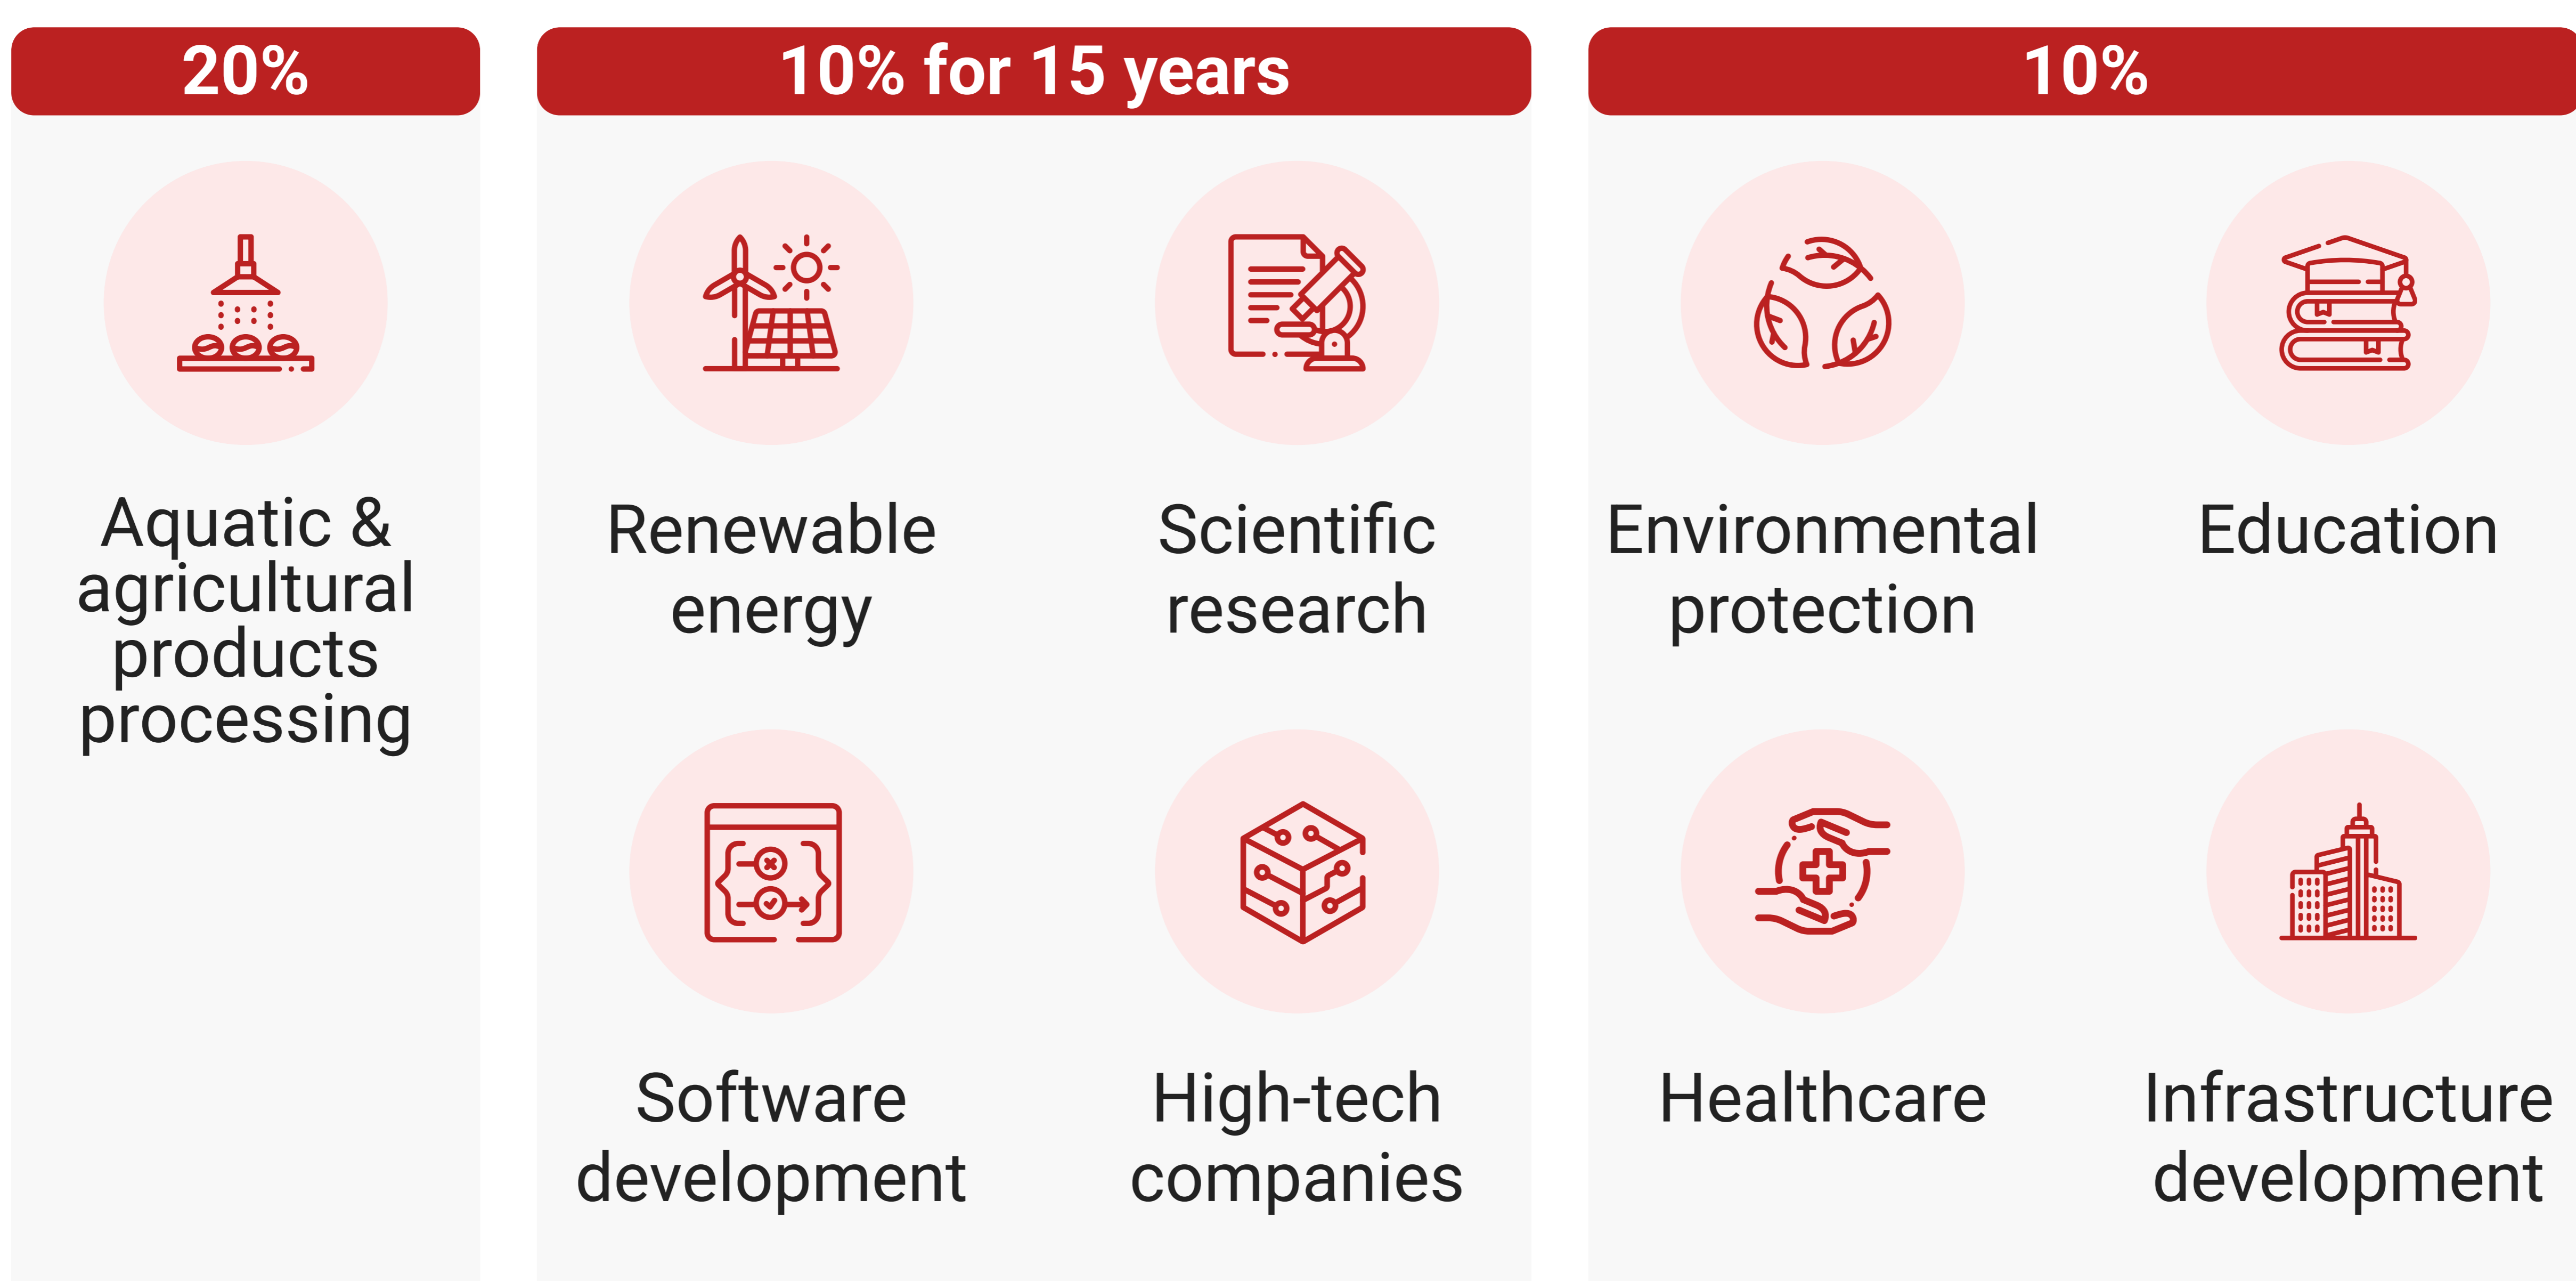 20%
Aquatic &
agricultural
products
processing
10% for 15 years
Renewable
energy
Scientific
research
Software
development
High-tech
companies
10%
Environmental
protection
Education
Healthcare
Infrastructure
development